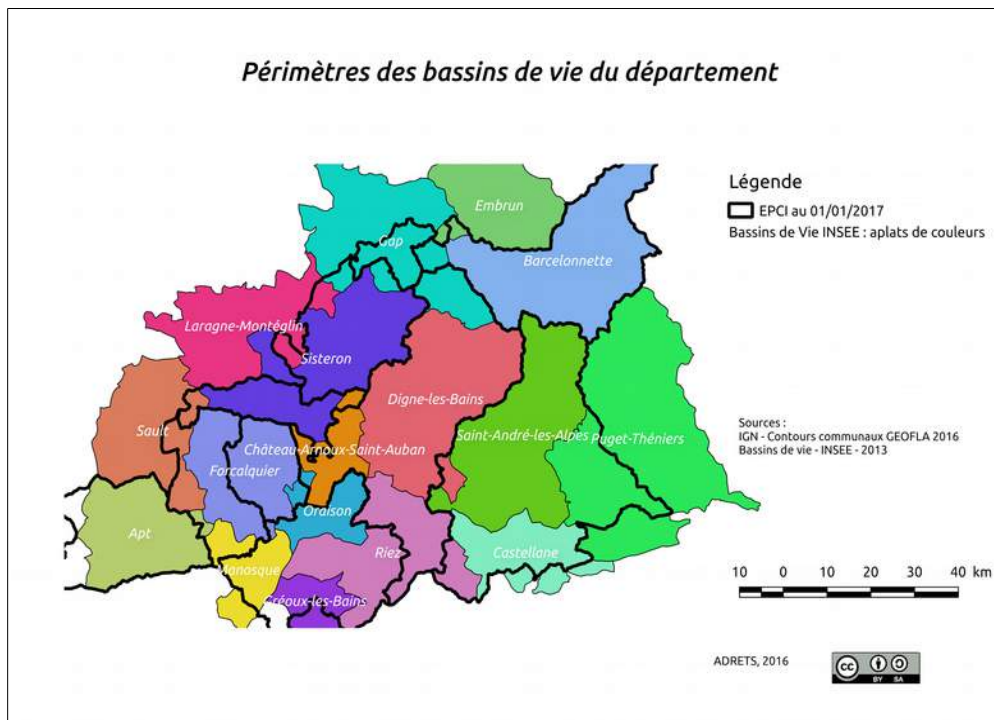 Périmètres des bassins de vie du département
Légende
EPCI au 01/01/2017
Bassins de Vie INSEE : aplats de couleurs
Embrun
Gap
Barcelonnette
Laragne-Montéglin
Sisteron
Digne-les-Bains
Sault
Château-Arnoux-Saint-Auban
Saint-André-les-Alpes
Puget-Théniers
Forcalquier
Oraison
Apt
Riez
Castellane
Manosque
Gréoux-les-Bains
Sources :
IGN - Contours communaux GEOFLA 2016
Bassins de vie - INSEE - 2013
10 0 10 20 30 40 km
ADRETS, 2016
cc
BY SA